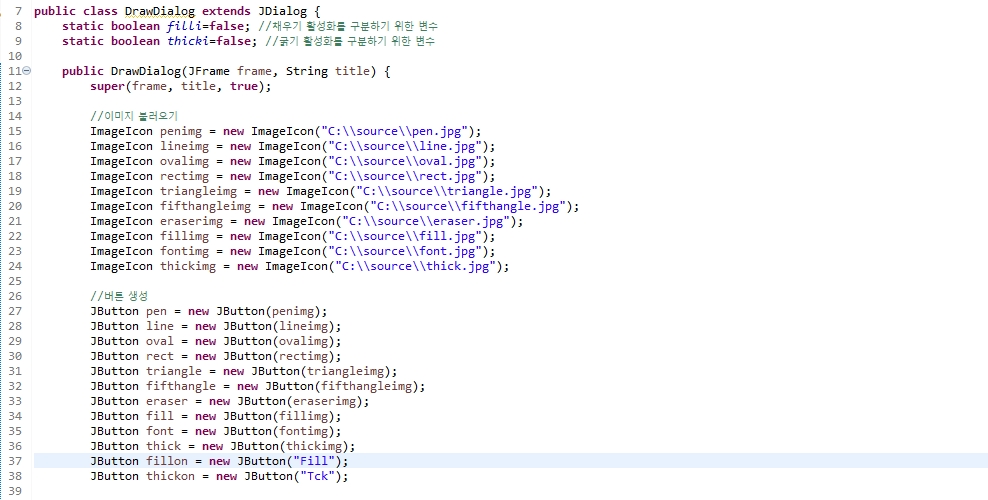 7 public class DrawDialog extends JDialog {
8 static boolean filli=false; //채우기 활성화를 구분하기 위한 변수
9 static boolean thicki=false; //굵기 활성화를 구분하기 위한 변수
10
11 public DrawDialog(JFrame frame, String title) {
12 super(frame, title, true);
13
14 //이미지 불러오기
15 ImageIcon penimg = new ImageIcon("C:\\source\\pen.jpg");
16 ImageIcon lineimg = new ImageIcon("C:\\source\\line.jpg");
17 ImageIcon ovalimg = new ImageIcon("C:\\source\\oval.jpg");
18 ImageIcon rectimg = new ImageIcon("C:\\source\\rect.jpg");
19 ImageIcon triangleimg = new ImageIcon("C:\\source\\triangle.jpg");
20 ImageIcon fifthangleimg = new ImageIcon("C:\\source\\fifthangle.jpg");
21 ImageIcon eraserimg = new ImageIcon("C:\\source\\eraser.jpg");
22 ImageIcon fillimg = new ImageIcon("C:\\source\\fill.jpg");
23 ImageIcon fontimg = new ImageIcon("C:\\source\\font.jpg");
24 ImageIcon thickimg = new ImageIcon("C:\\source\\thick.jpg");
25
26 //버튼 생성
27 JButton pen = new JButton(penimg);
28 JButton line = new JButton(lineimg);
29 JButton oval = new JButton(ovalimg);
30 JButton rect = new JButton(rectimg);
31 JButton triangle = new JButton(triangleimg);
32 JButton fifthangle = new JButton(fifthangleimg);
33 JButton eraser = new JButton(eraserimg);
34 JButton fill = new JButton(fillimg);
35 JButton font = new JButton(fontimg);
36 JButton thick = new JButton(thickimg);
37 JButton fillon = new JButton("Fill");
38 JButton thickon = new JButton("Tck");
39